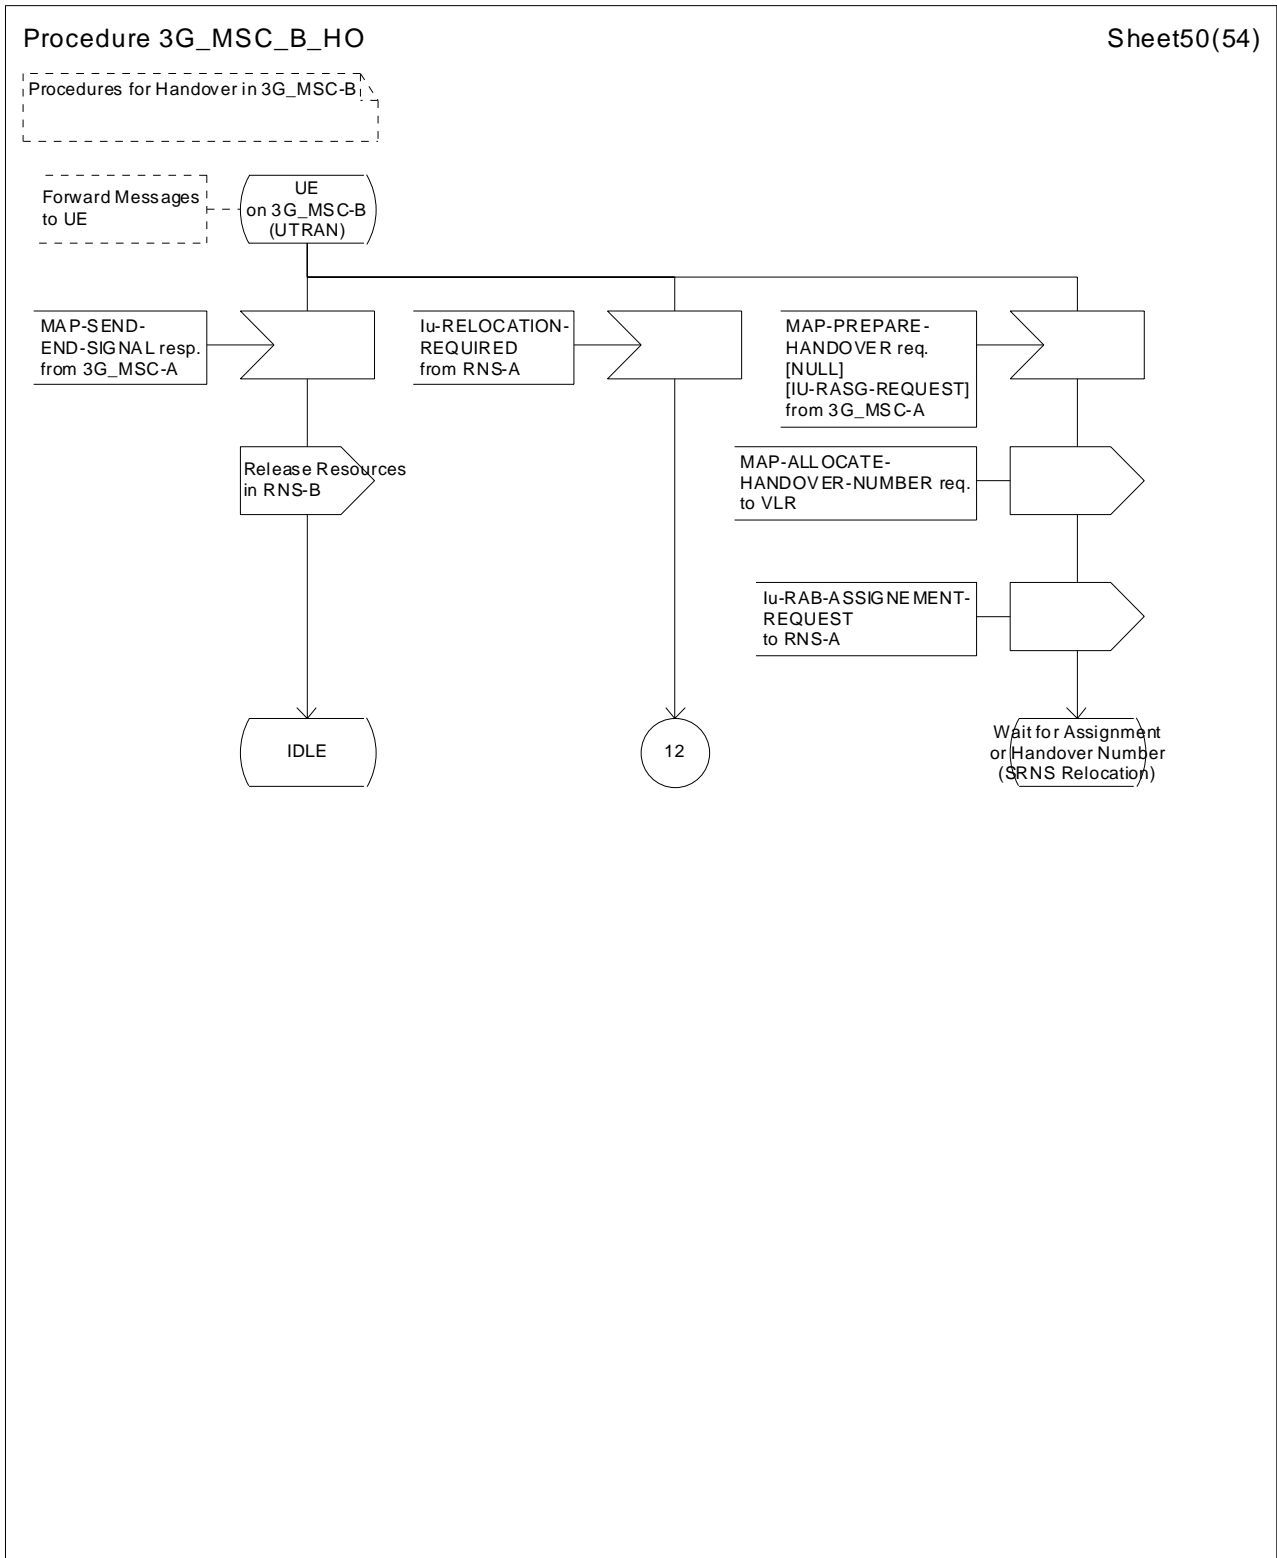 Procedure 3G_MSC_B_HO
Sheet50(54)
Procedures for Handover in 3G_MSC-B
Forward Messages
to UE
UE
on 3G_MSC-B
(UTRAN)
MAP-SEND-
END-SIGNAL resp.
from 3G_MSC-A
Iu-RELOCATION-
REQUIRED
from RNS-A
MAP-PREPARE-
HANDOVER req.
[NULL]
[IU-RASG-REQUEST]
from 3G_MSC-A
Release Resources
in RNS-B
MAP-ALLOCATE-
HANDOVER-NUMBER req.
to VLR
Iu-RAB-ASSIGNEMENT-
REQUEST
to RNS-A
IDLE
12
Wait for Assignment
or Handover Number
(SRNS Relocation)